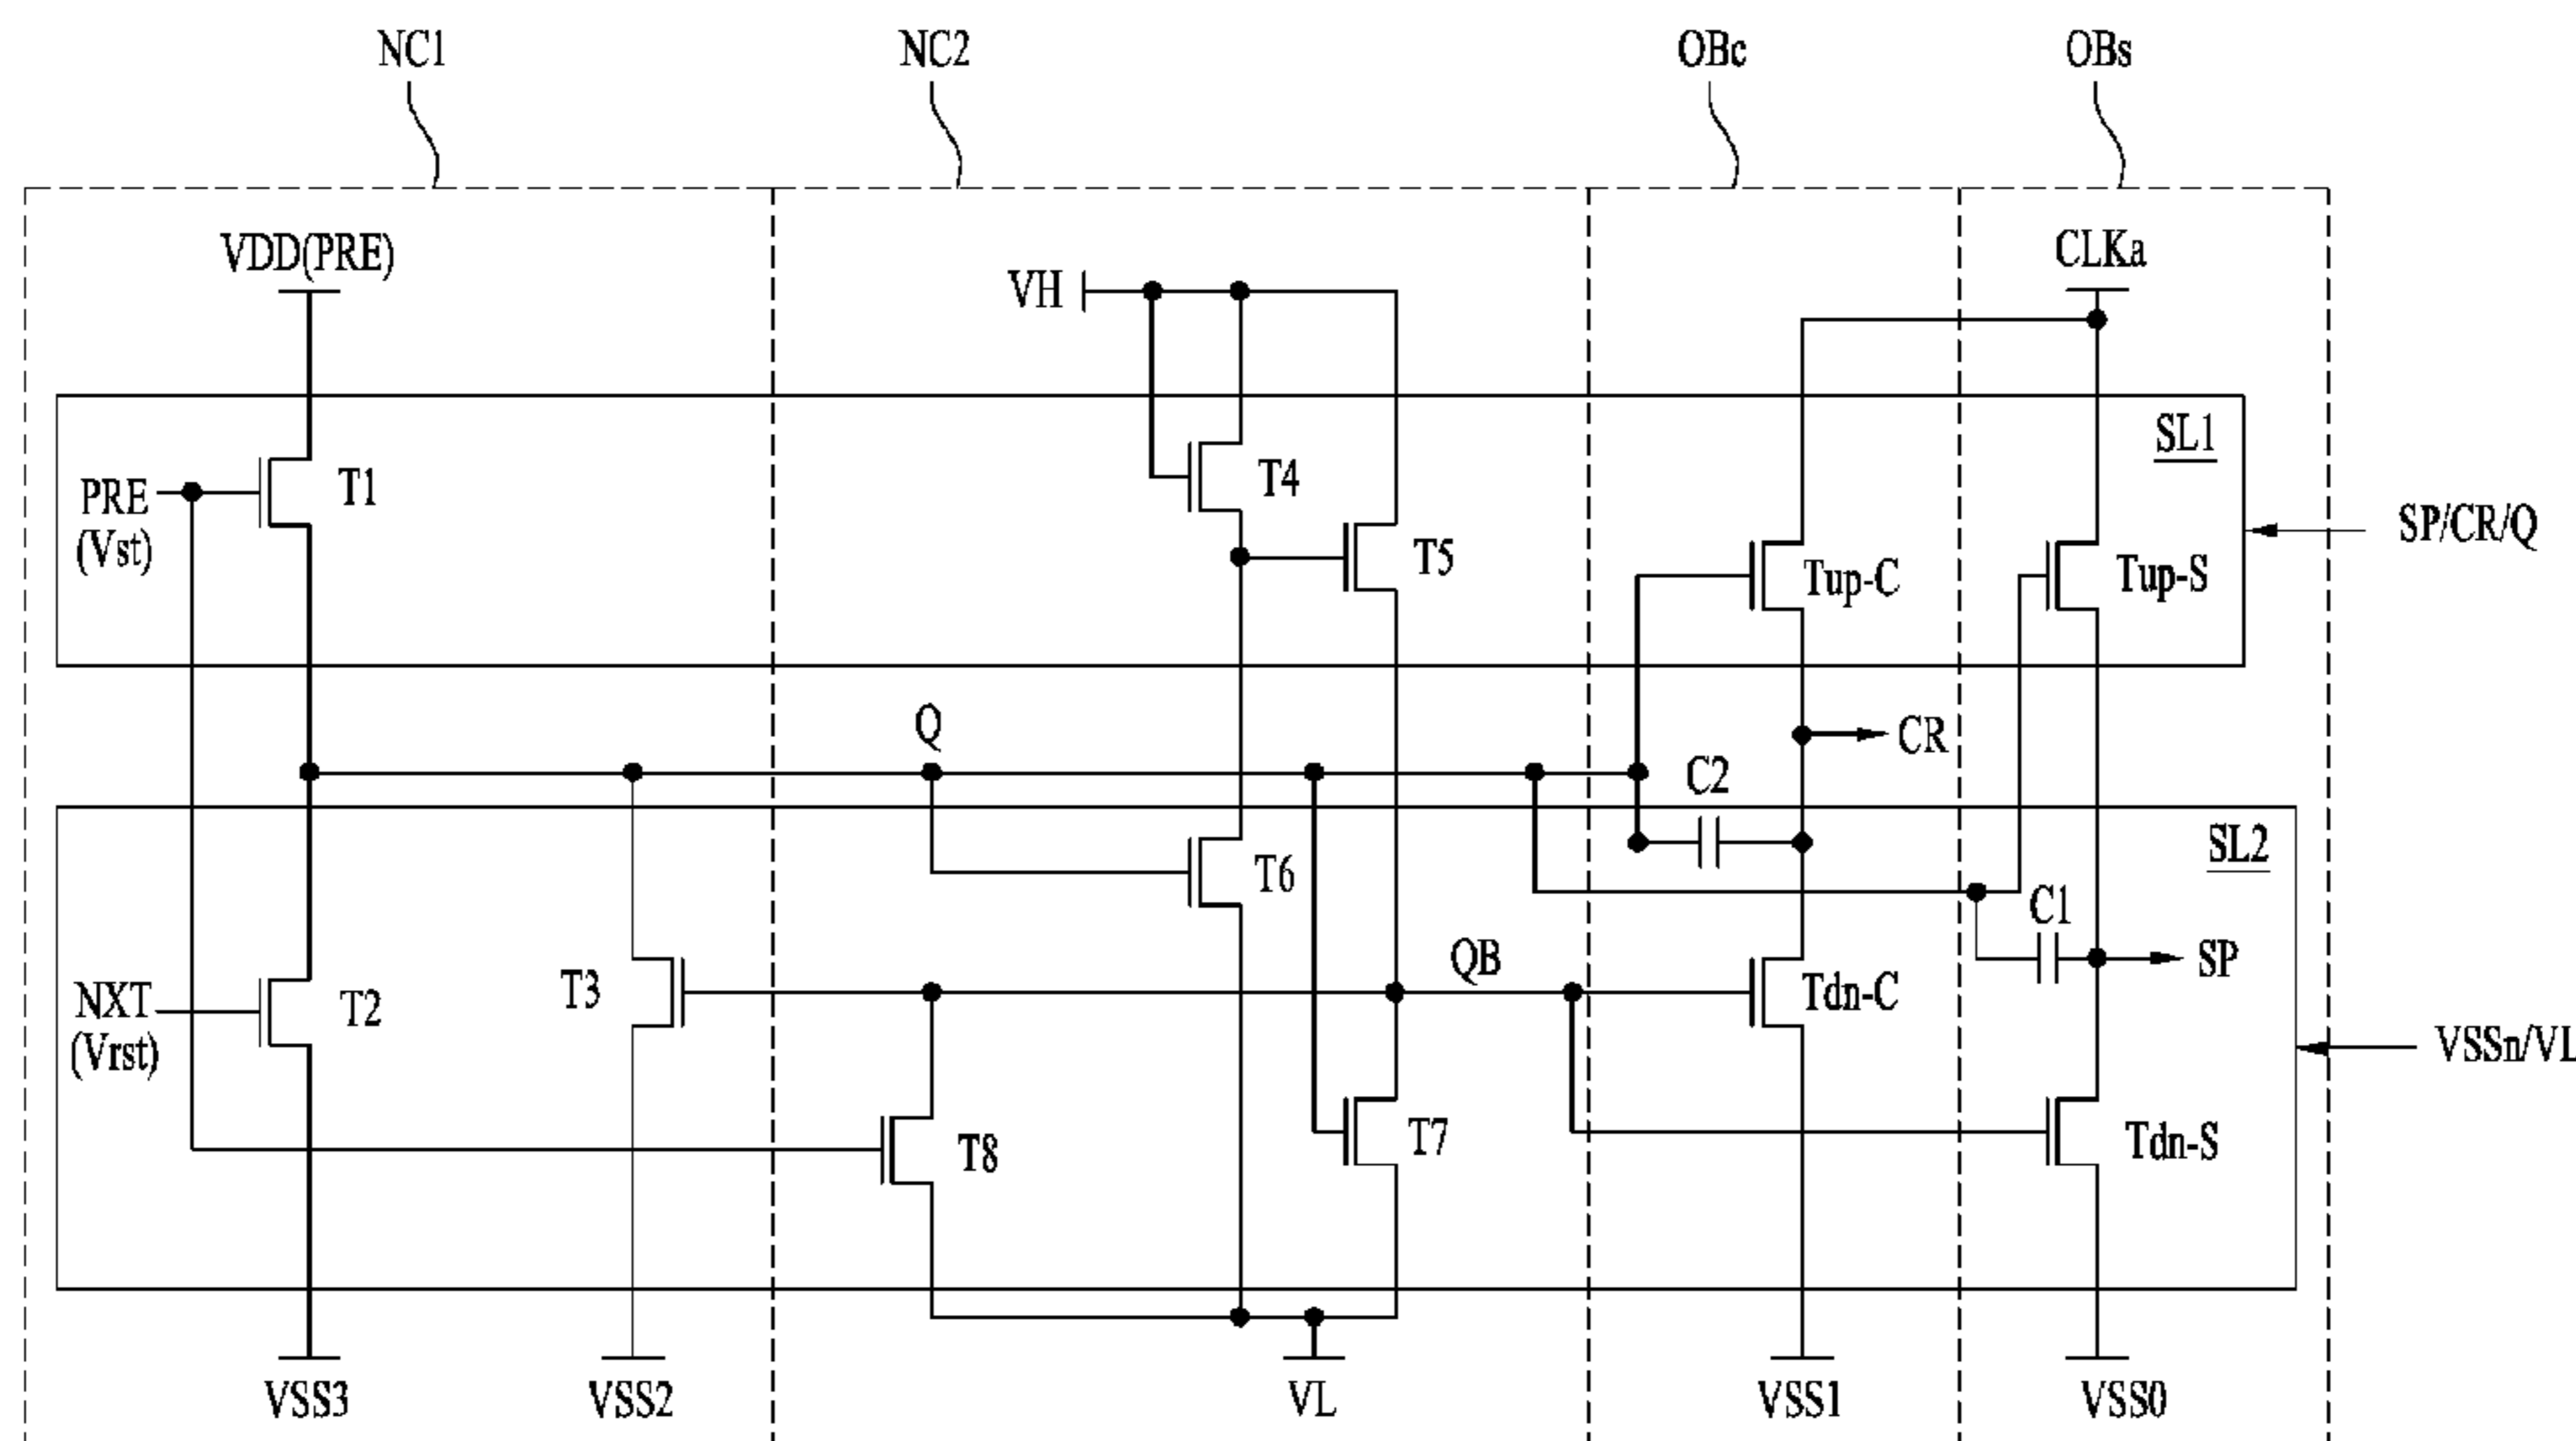 NC1
NC2
OBc
OBs
VDD(PRE)
VH
CLKa
SL1
PRE
(Vst)
T1
T4
T5
Tup-C
Tup-S
SP/CR/Q
Q
CR
C2
SL2
T6
C1
QB
SP
NXT
(Vrst)
T2
T3
Tdn-C
VSSn/VL
T8
T7
Tdn-S
VSS3
VSS2
VL
VSS1
VSS0